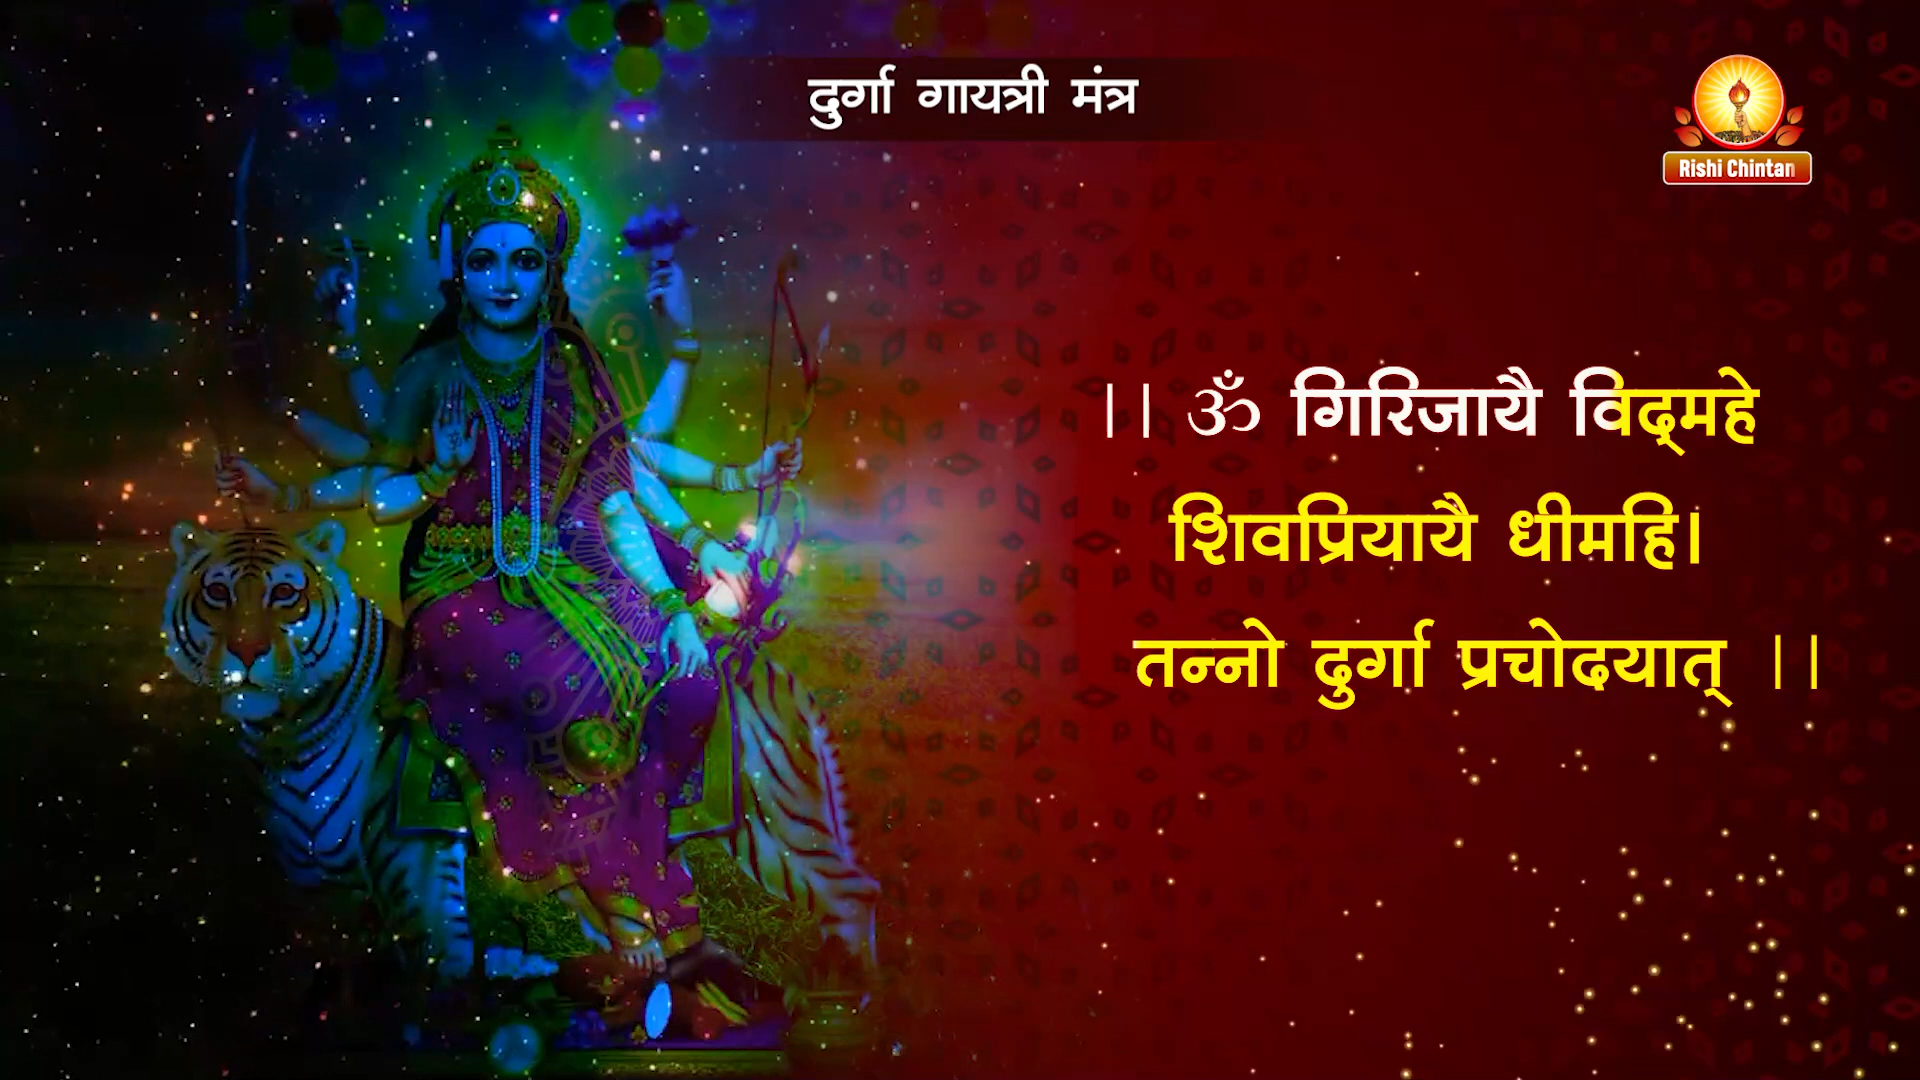 दुर्गा गायत्री मंत्र
Rishi Chintan
।। ॐ गिरिजायै विद्‌महे
शिवप्रियायै धीमहि।
तन्नो दुर्गा प्रचोदयात् ।।